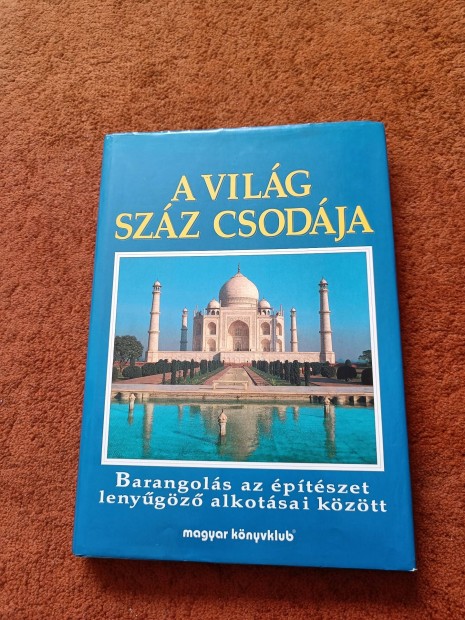 A VILÁG
SZÁZ CSODÁJA
Barangolás az építészet
lenyűgöző alkotásai között
magyar könyvklub®